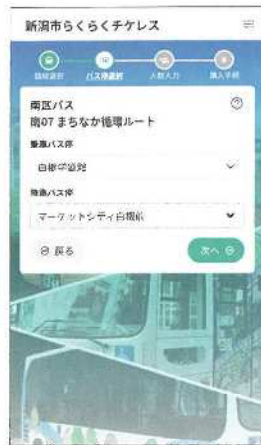 新潟市らくらくチケレス
路線選択 バス停選択 人数入力 購入手続
南区バス
南07 まちなか循環ルート
乗車バス停
白根学習館
降車バス停
マーケットシティ白根前
戻る
次へ